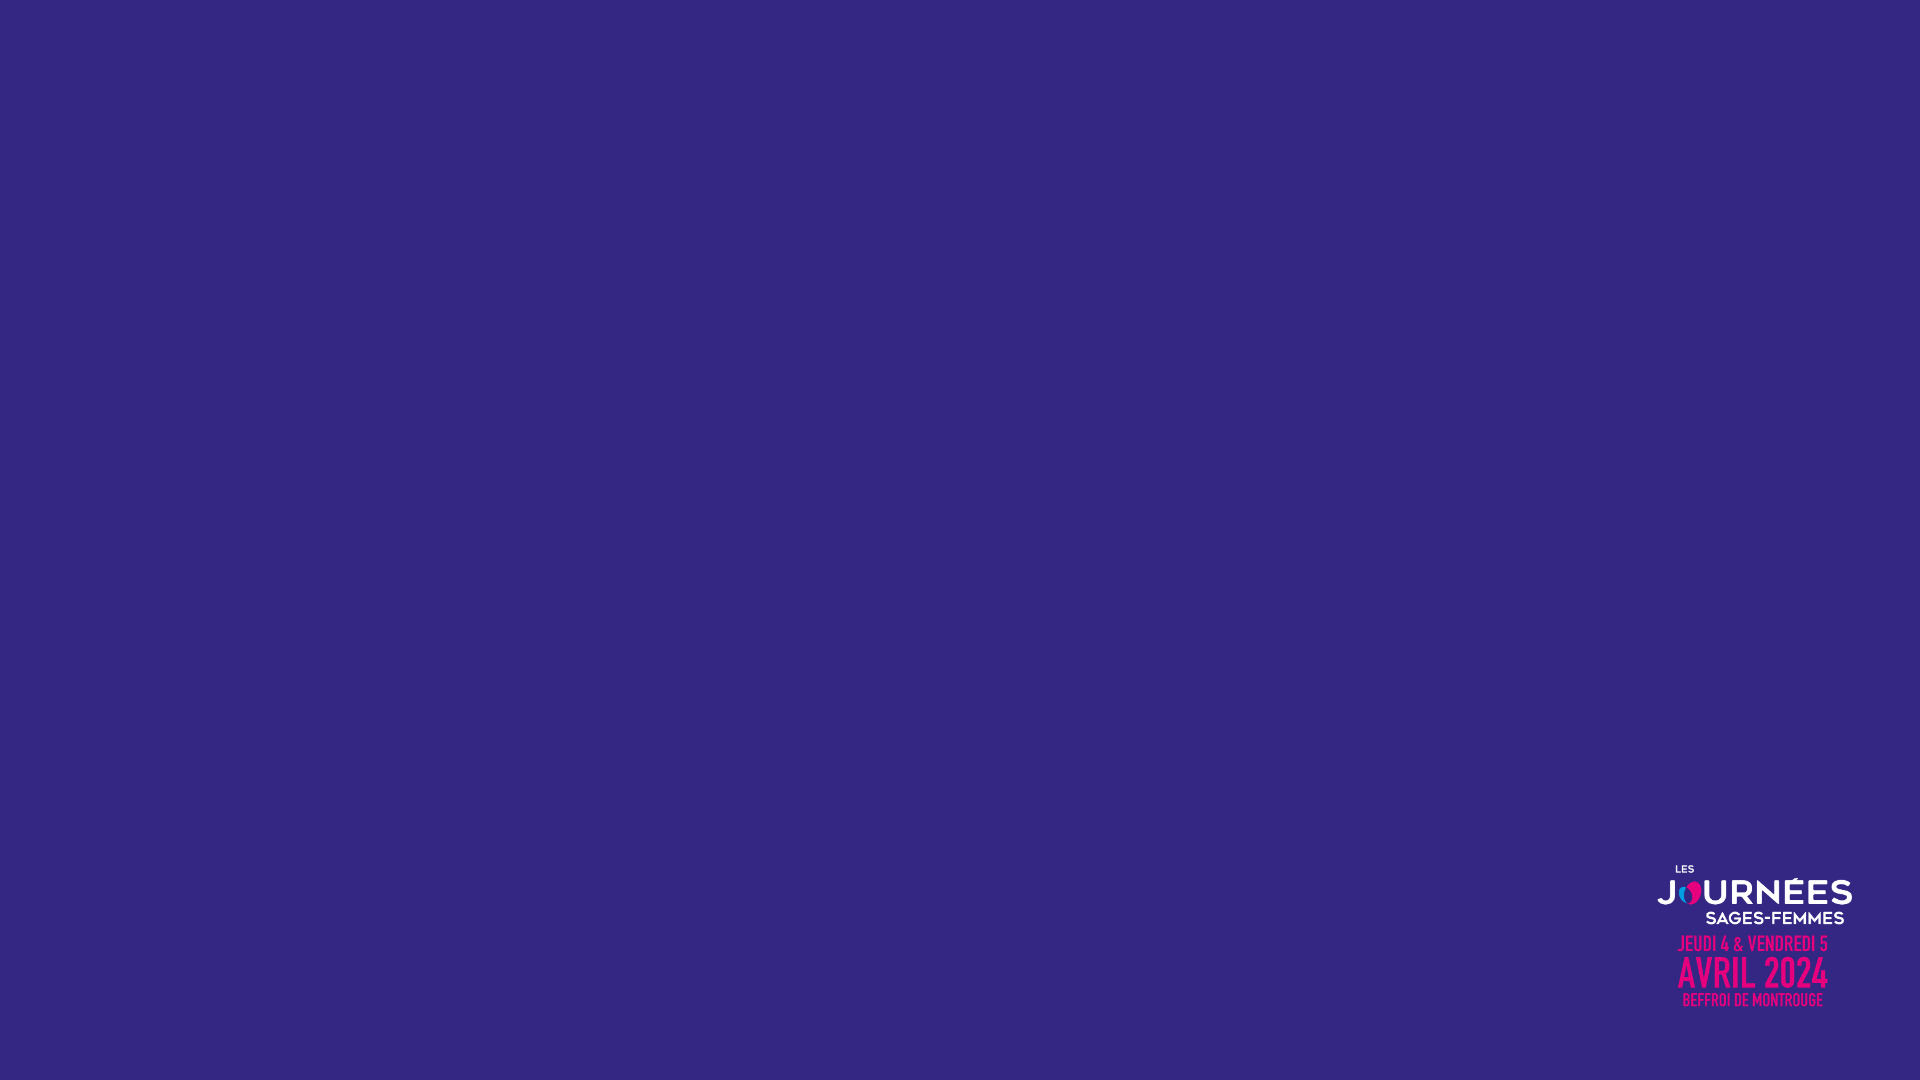 LES
JOURNÉES
SAGES-FEMMES
JEUDI 4 & VENDREDI 5
AVRIL 2024
BEFFROI DE MONTROUGE